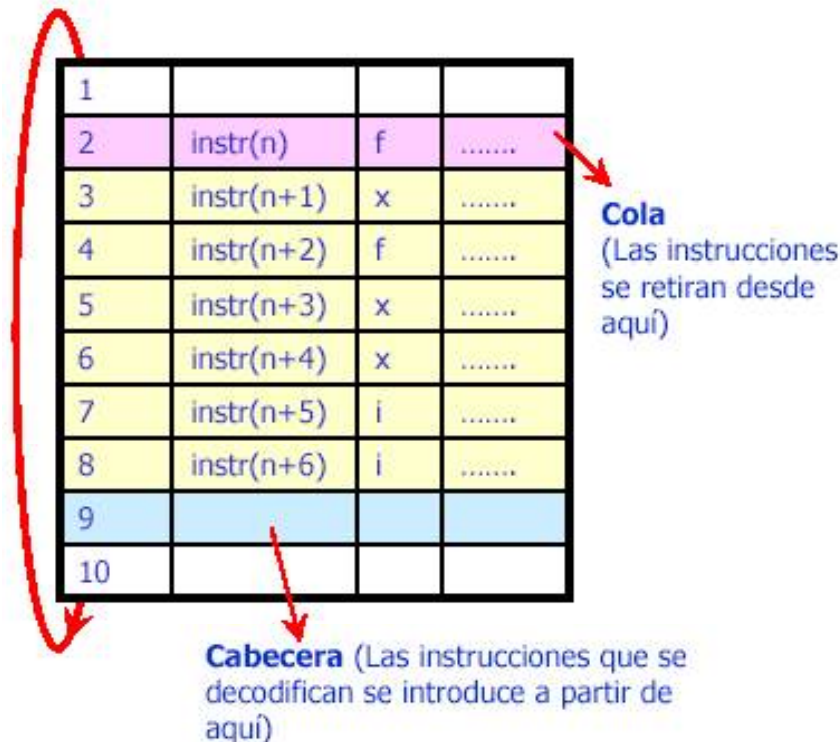 1
2 instr(n) f .......
3 instr(n+1) x .......
4 instr(n+2) f .......
5 instr(n+3) x .......
6 instr(n+4) x .......
7 instr(n+5) i .......
8 instr(n+6) i .......
9
10
Cola
(Las instrucciones
se retiran desde
aquí)
Cabecera (Las instrucciones que se
decodifican se introduce a partir de
aquí)